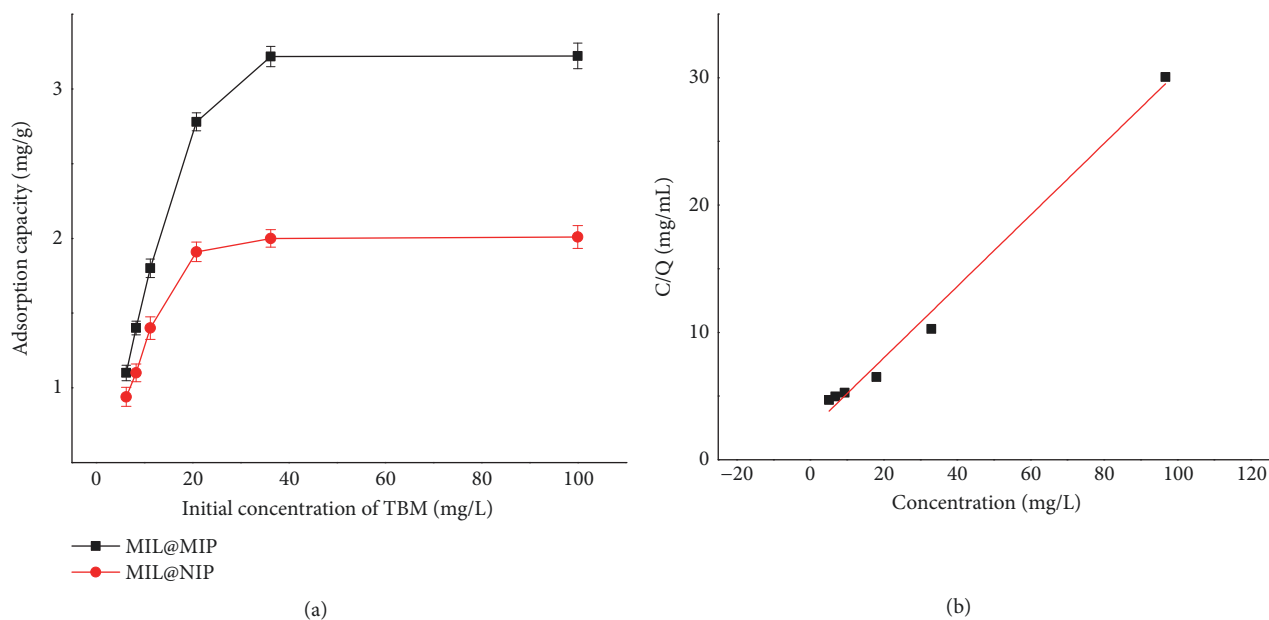 3
2
1
Adsorption capacity (mg/g)
0 20 40 60 80 100
Initial concentration of TBM (mg/L)
MIL@MIP
MIL@NIP
(a)
30
20
10
0
C/Q (mg/mL)
−20 0 20 40 60 80 100 120
Concentration (mg/L)
(b)